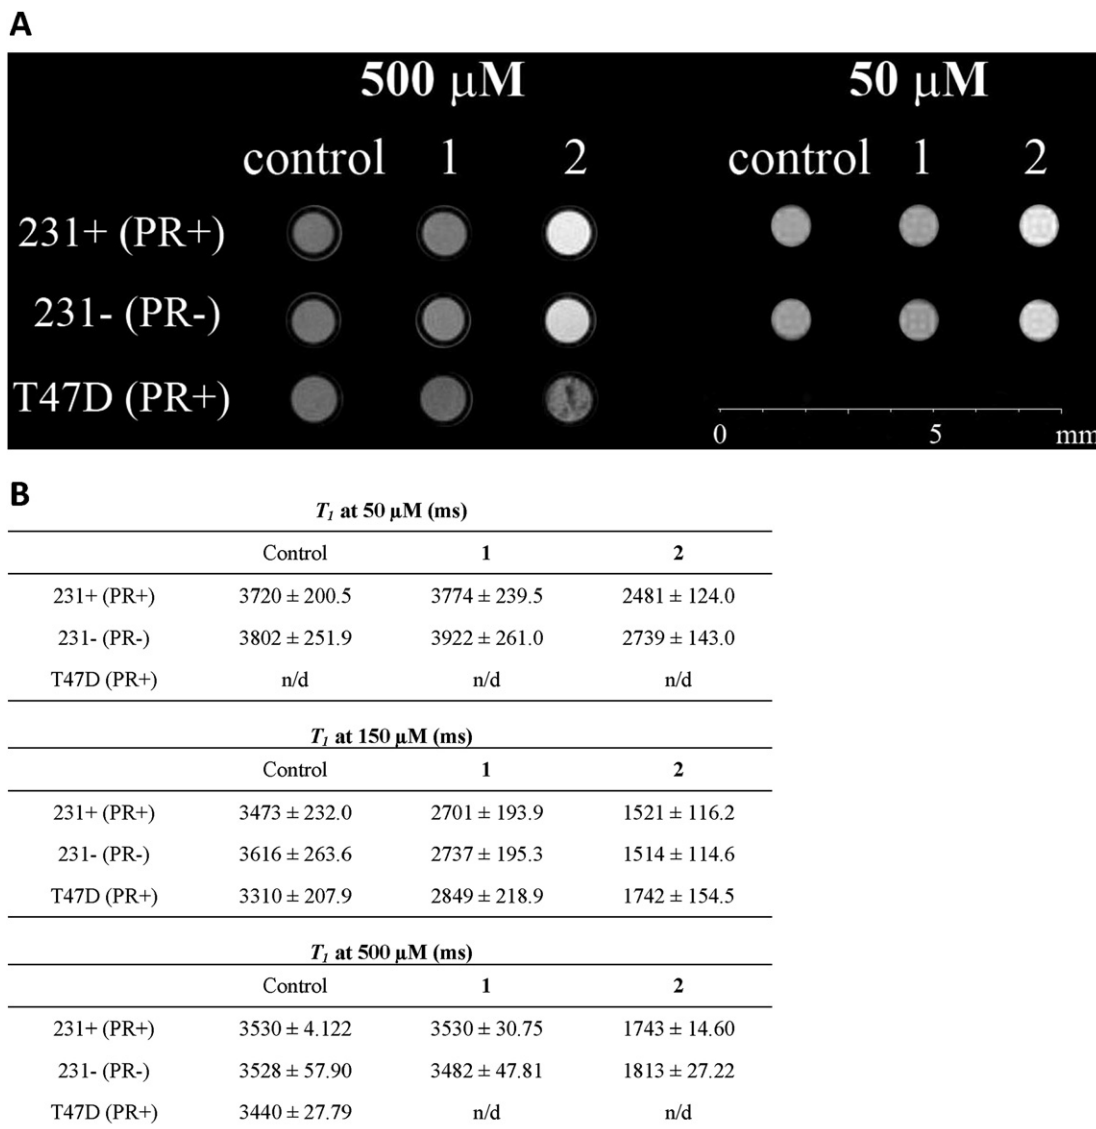 A
500 μM 50 μM
control 1 2 control 1 2
231+ (PR+)
231- (PR-)
T47D (PR+)
0 5 mm
B
T1 at 50 μM (ms)
Control 1 2
231+ (PR+) 3720 ± 200.5 3774 ± 239.5 2481 ± 124.0
231- (PR-) 3802 ± 251.9 3922 ± 261.0 2739 ± 143.0
T47D (PR+) n/d n/d n/d
T1 at 150 μM (ms)
Control 1 2
231+ (PR+) 3473 ± 232.0 2701 ± 193.9 1521 ± 116.2
231- (PR-) 3616 ± 263.6 2737 ± 195.3 1514 ± 114.6
T47D (PR+) 3310 ± 207.9 2849 ± 218.9 1742 ± 154.5
T1 at 500 μM (ms)
Control 1 2
231+ (PR+) 3530 ± 4.122 3530 ± 30.75 1743 ± 14.60
231- (PR-) 3528 ± 57.90 3482 ± 47.81 1813 ± 27.22
T47D (PR+) 3440 ± 27.79 n/d n/d